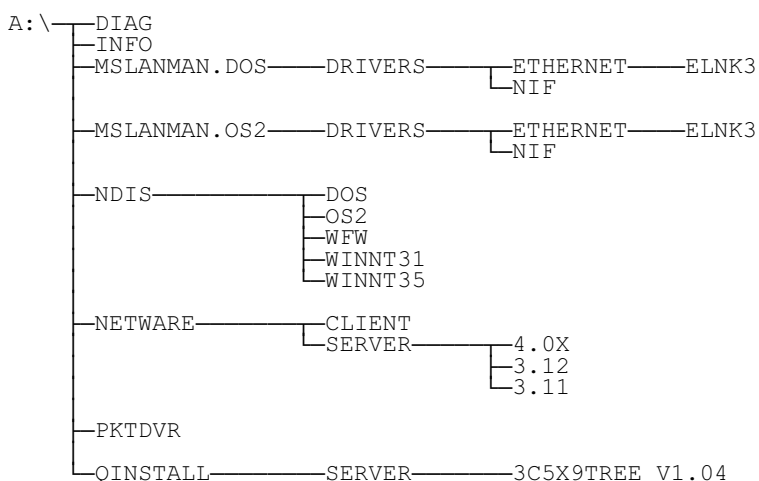 A:\ DIAG
INFO
MSLANMAN.DOS DRIVERS ETHERNET ELNK3
NIF
MSLANMAN.OS2 DRIVERS ETHERNET ELNK3
NIF
NDIS DOS
OS2
WFW
WINNT31
WINNT35
NETWARE CLIENT
SERVER 4.0X
3.12
3.11
PKTDVR
QINSTALL SERVER 3C5X9TREE V1.04